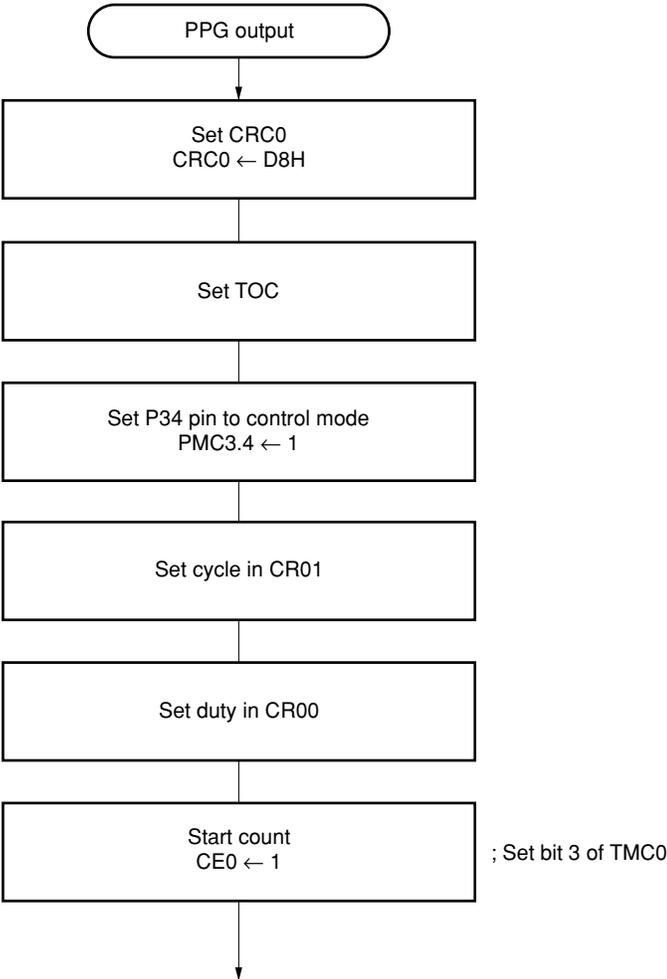 PPG output
Set CRC0
CRC0 ← D8H
Set TOC
Set P34 pin to control mode
PMC3.4 ← 1
Set cycle in CR01
Set duty in CR00
Start count
CE0 ← 1
; Set bit 3 of TMC0